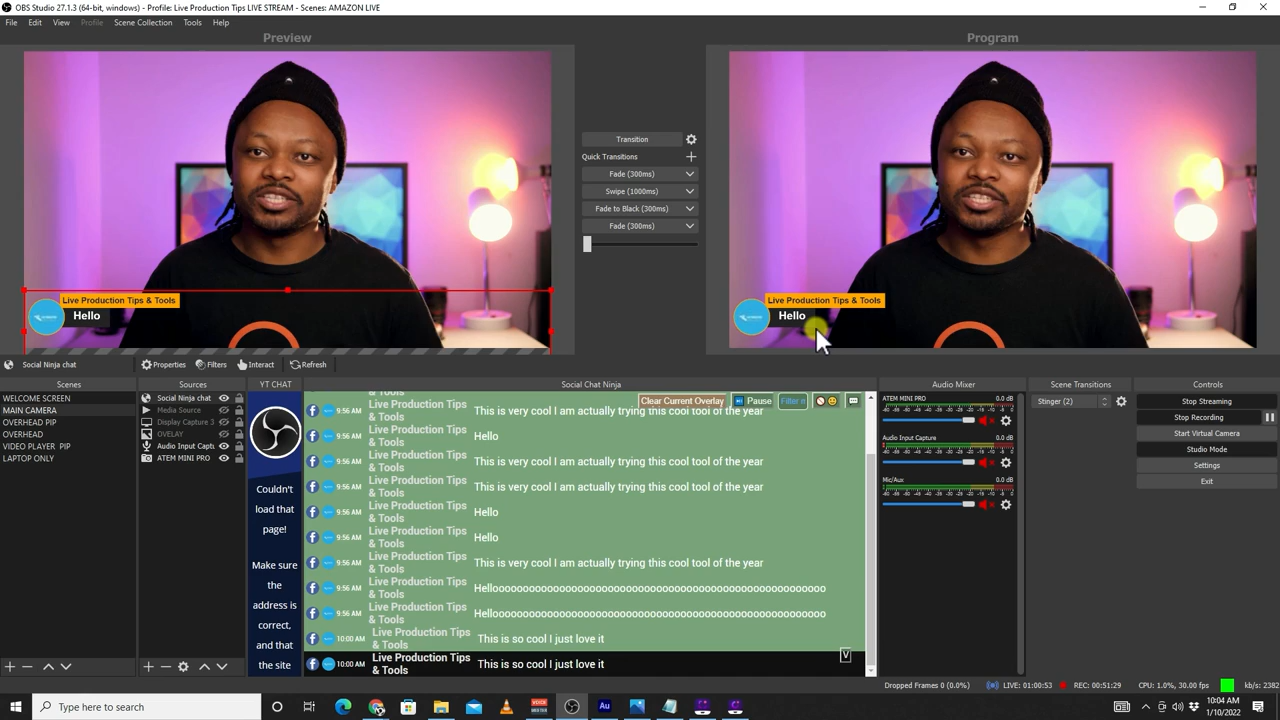 OBS Studio 27.1.3 (64-bit, windows) - Profile: Live Production Tips LIVE STREAM - Scenes: AMAZON LIVE
File Edit View Profile Scene Collection Tools Help
Preview
Program
Live Production Tips & Tools
Hello
Transition
Quick Transitions
Fade (300ms)
Swipe (1000ms)
Fade to Black (300ms)
Fade (300ms)
Live Production Tips & Tools
Hello
Social Ninja chat
Properties Filters Interact Refresh
Scenes
WELCOME SCREEN
MAIN CAMERA
OVERHEAD PIP
OVERHEAD
VIDEO PLAYER PIP
LAPTOP ONLY
Sources
Social Ninja chat
Media Source
Display Capture 3
OVELAY
Audio Input Captu
ATEM MINI PRO
YT CHAT
Couldn't
load that
page!
Make sure
the
address is
correct,
and that
the site
Social Chat Ninja
Clear Current Overlay Pause
Live Production Tips
9:56 AM This is very cool I am actually trying this cool tool of the year
& Tools
Live Production Tips
9:56 AM Hello
& Tools
Live Production Tips
9:56 AM This is very cool I am actually trying this cool tool of the year
& Tools
Live Production Tips
9:56 AM This is very cool I am actually trying this cool tool of the year
& Tools
Live Production Tips
9:56 AM Hello
& Tools
Live Production Tips
9:56 AM Hello
& Tools
Live Production Tips
9:56 AM This is very cool I am actually trying this cool tool of the year
& Tools
Live Production Tips
9:56 AM
& Tools
Live Production Tips
9:56 AM
& Tools
Live Production Tips
10:00 AM This is so cool I just love it
& Tools
Live Production Tips
10:00 AM This is so cool I just love it
& Tools
V
Audio Mixer
ATEM MINI PRO 0.0 dB
Audio Input Capture 0.0 dB
Mic/Aux 0.0 dB
Scene Transitions
Stinger (2)
Controls
Stop Streaming
Stop Recording
Start Virtual Camera
Studio Mode
Settings
Exit
Dropped Frames 0 (0.0%) LIVE: 01:00:53 REC: 00:51:29 CPU: 1.0%, 30.00 fps kb/s: 2382
Type here to search
10:04 AM
1/10/2022